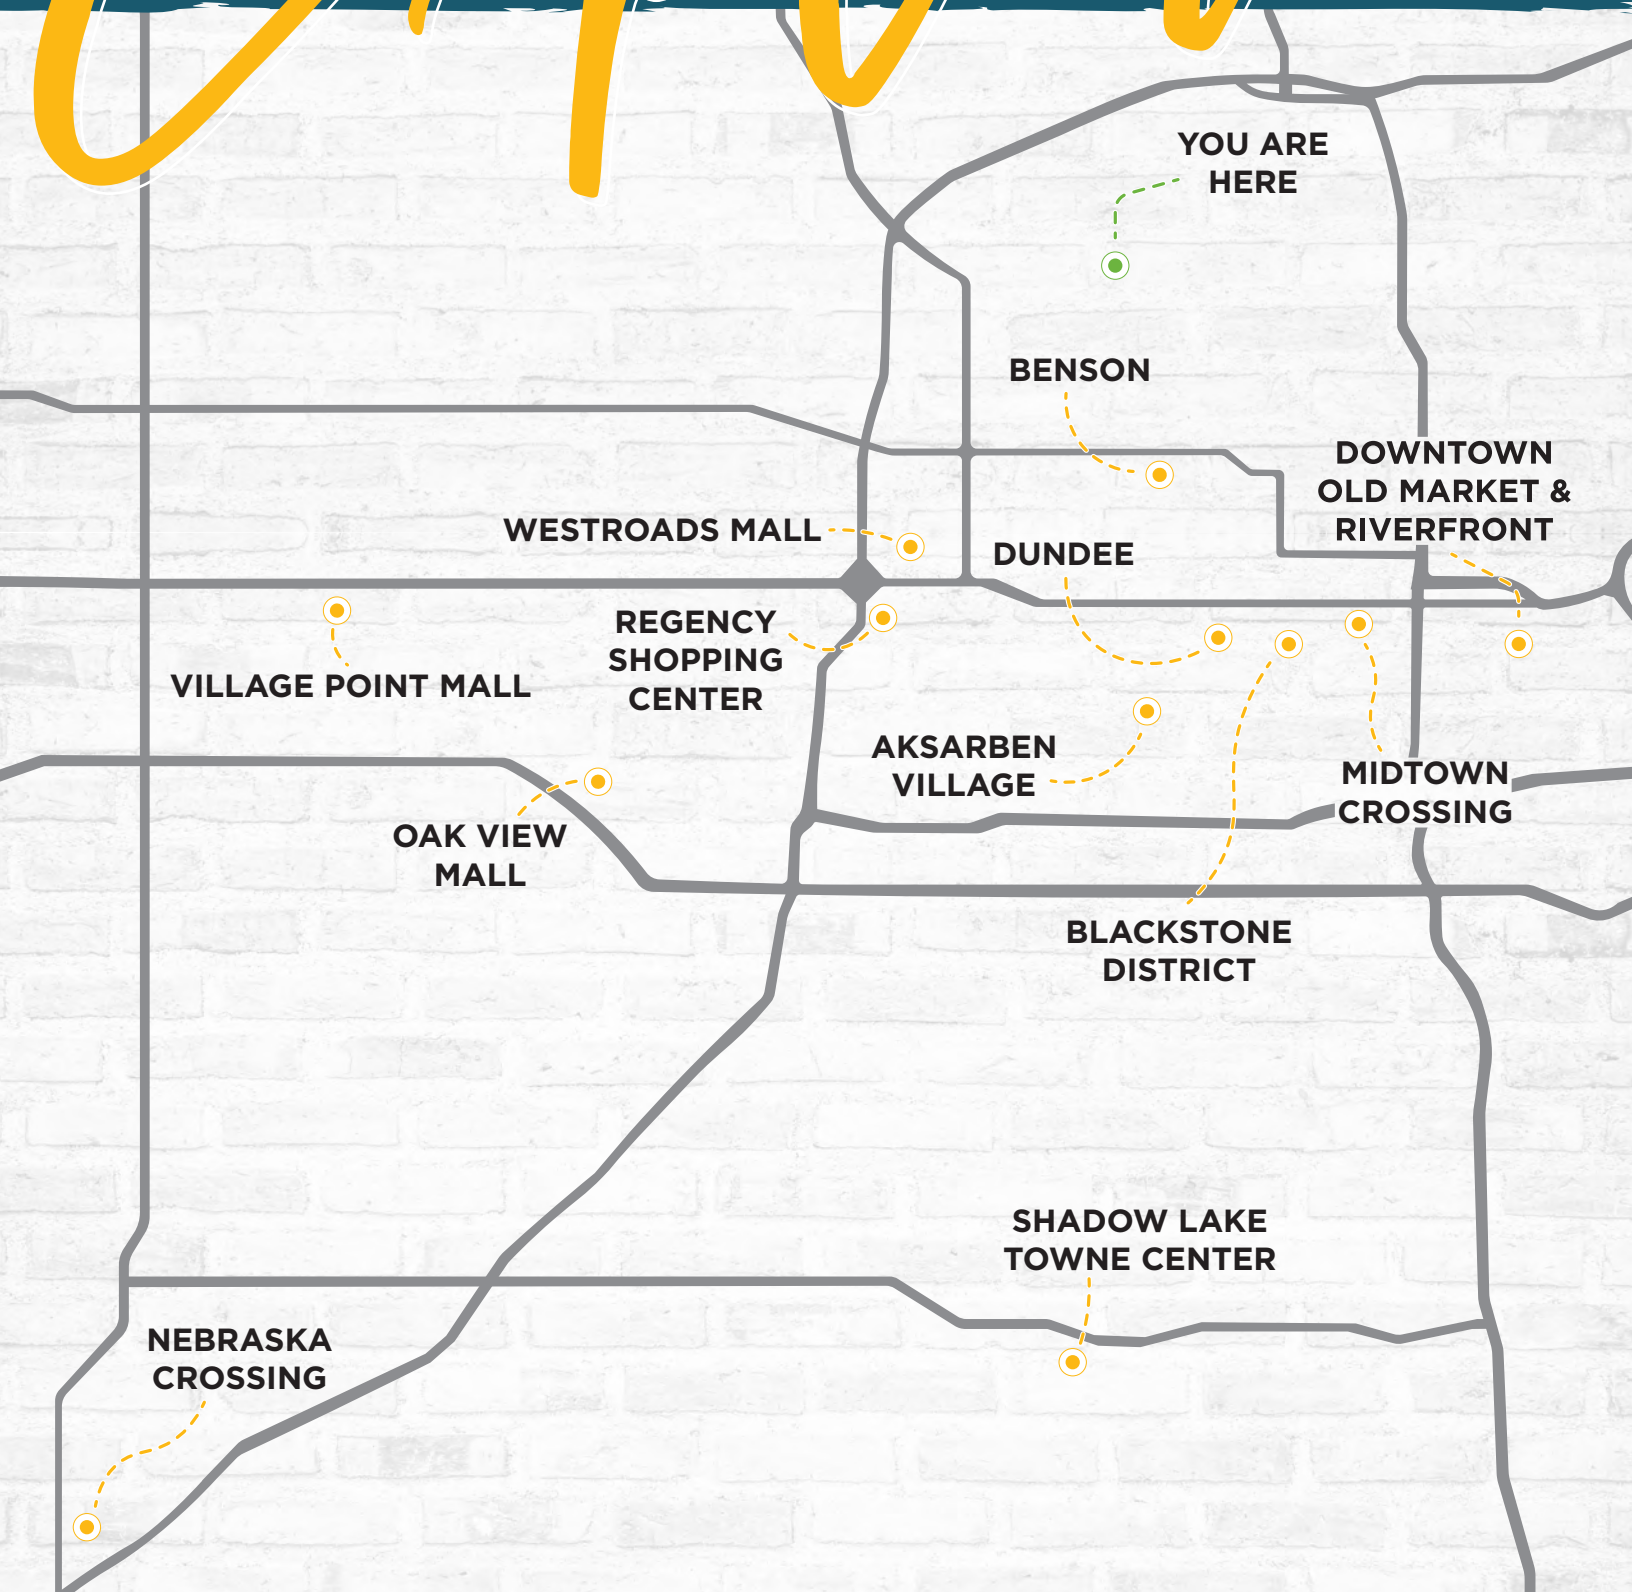 YOU ARE
HERE
BENSON
DOWNTOWN
OLD MARKET &
RIVERFRONT
WESTROADS MALL
DUNDEE
REGENCY
SHOPPING
CENTER
VILLAGE POINT MALL
AKSARBEN
VILLAGE
MIDTOWN
CROSSING
OAK VIEW
MALL
BLACKSTONE
DISTRICT
SHADOW LAKE
TOWNE CENTER
NEBRASKA
CROSSING